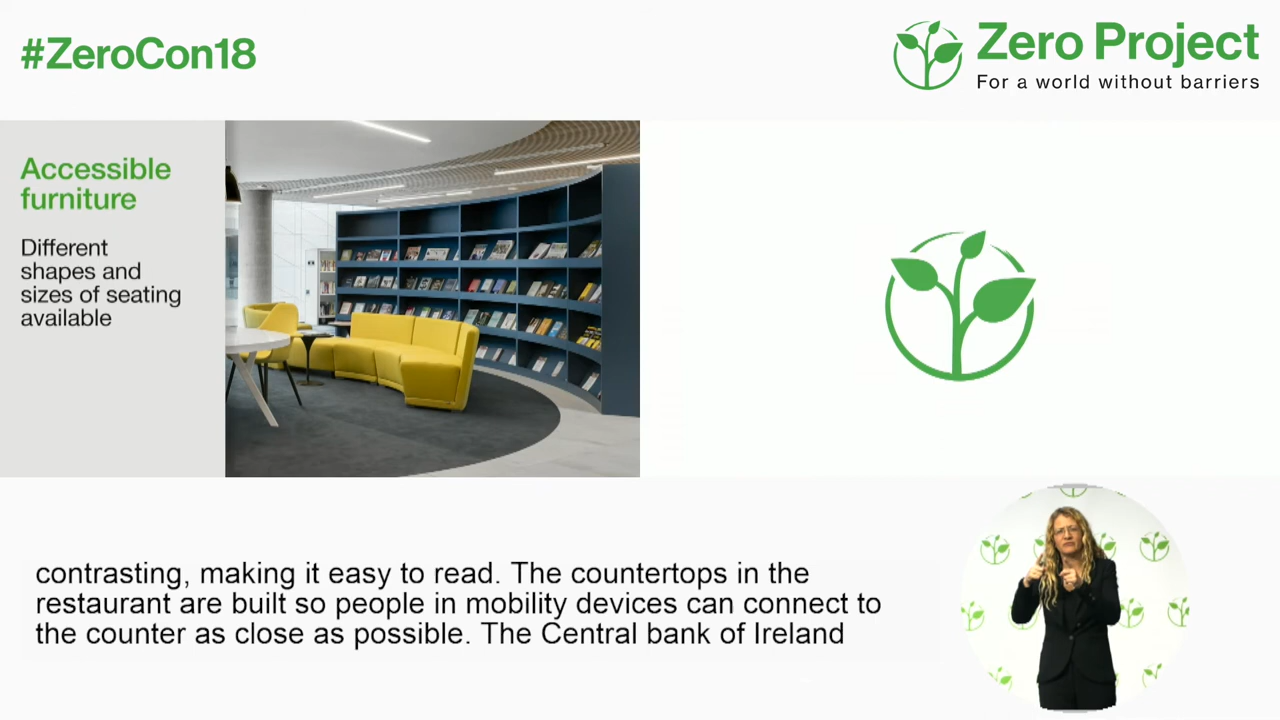 #ZeroCon18
Zero Project
For a world without barriers
Accessible
furniture
Different
shapes and
sizes of seating
available
contrasting, making it easy to read. The countertops in the
restaurant are built so people in mobility devices can connect to
the counter as close as possible. The Central bank of Ireland